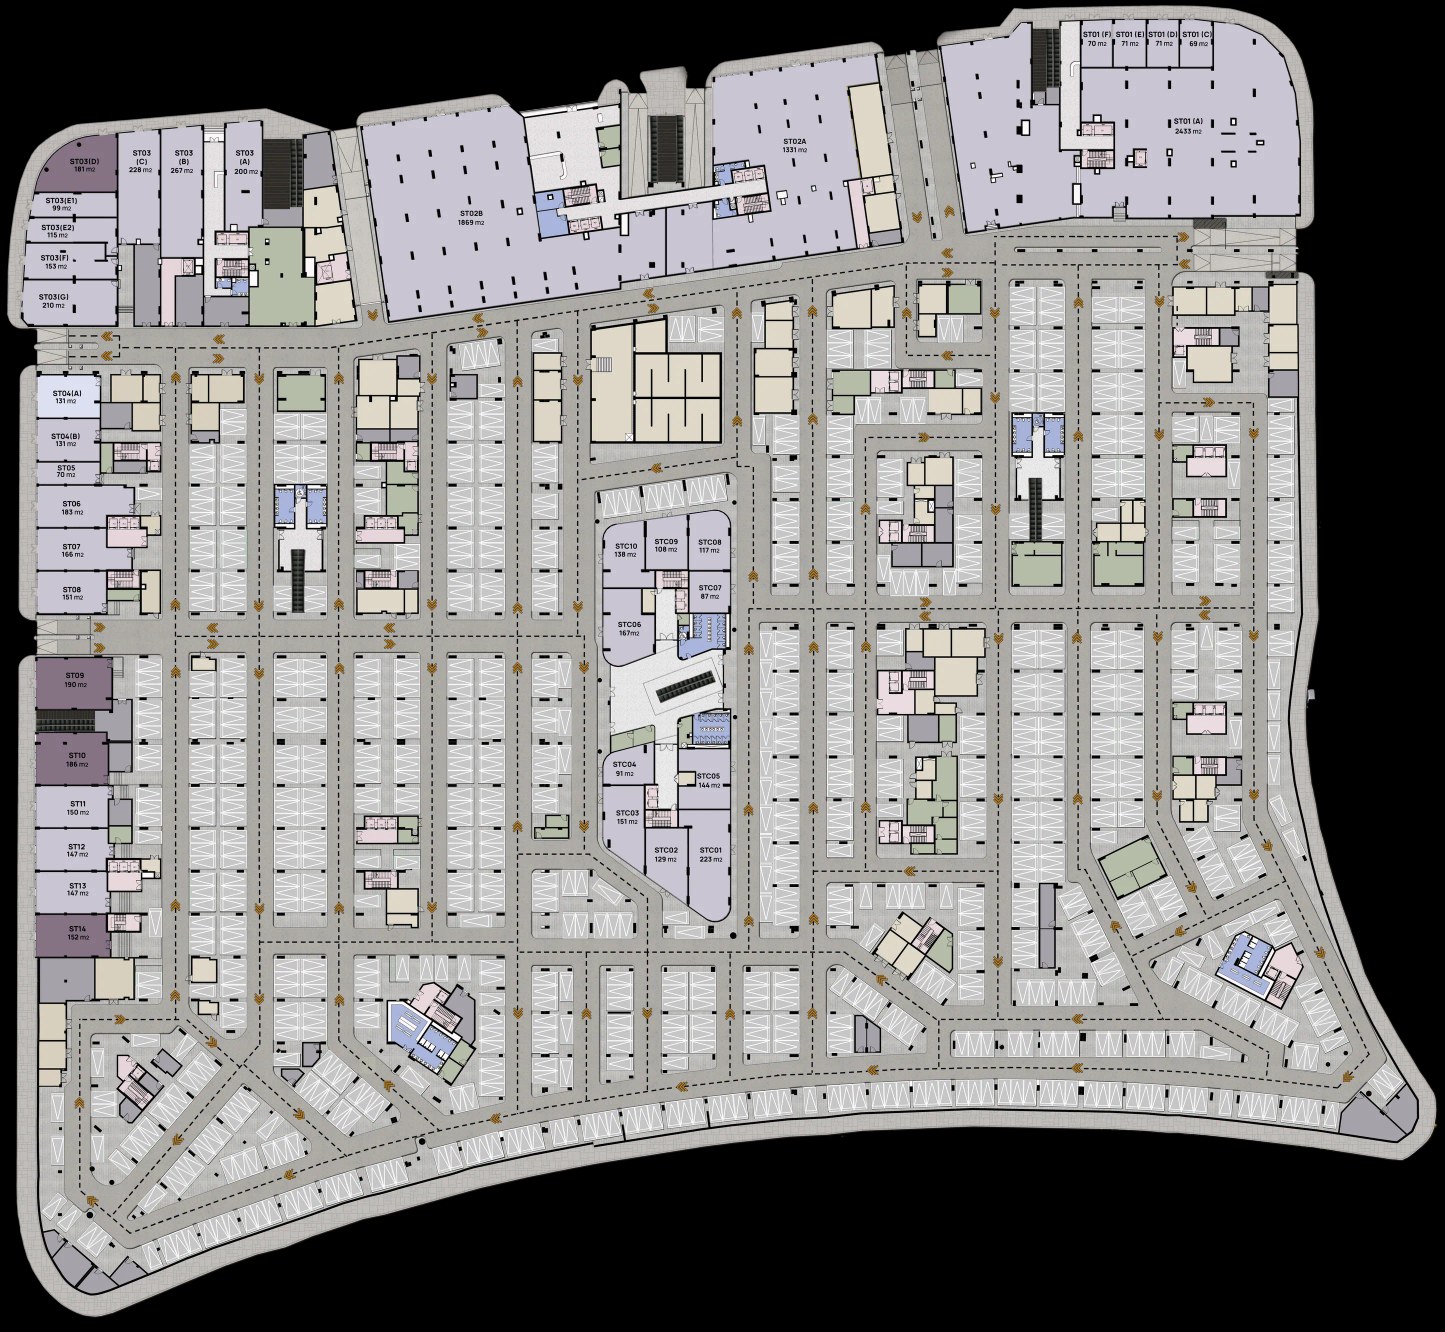 ST01 (F)
70 m2
ST01 (E)
71 m2
ST01 (D)
71 m2
ST01 (C)
69 m2
ST01 (A)
2433 m2
ST02A
1331 m2
ST02B
1869 m2
ST03(D)
181 m2
ST03
(C)
228 m2
ST03
(B)
267 m2
ST03
(A)
200 m2
ST03(E1)
99 m2
ST03(E2)
115 m2
ST03(F)
153 m2
ST03(G)
210 m2
ST04(A)
131 m2
ST04(B)
131 m2
ST05
70 m2
ST06
183 m2
ST07
166 m2
ST08
151 m2
STC10
138 m2
STC09
108 m2
STC08
117 m2
STC07
87 m2
STC06
167m2
ST09
190 m2
ST10
186 m2
ST11
150 m2
ST12
147 m2
ST13
147 m2
ST14
152 m2
STC04
91 m2
STC05
144 m2
STC03
151 m2
STC02
129 m2
STC01
223 m2